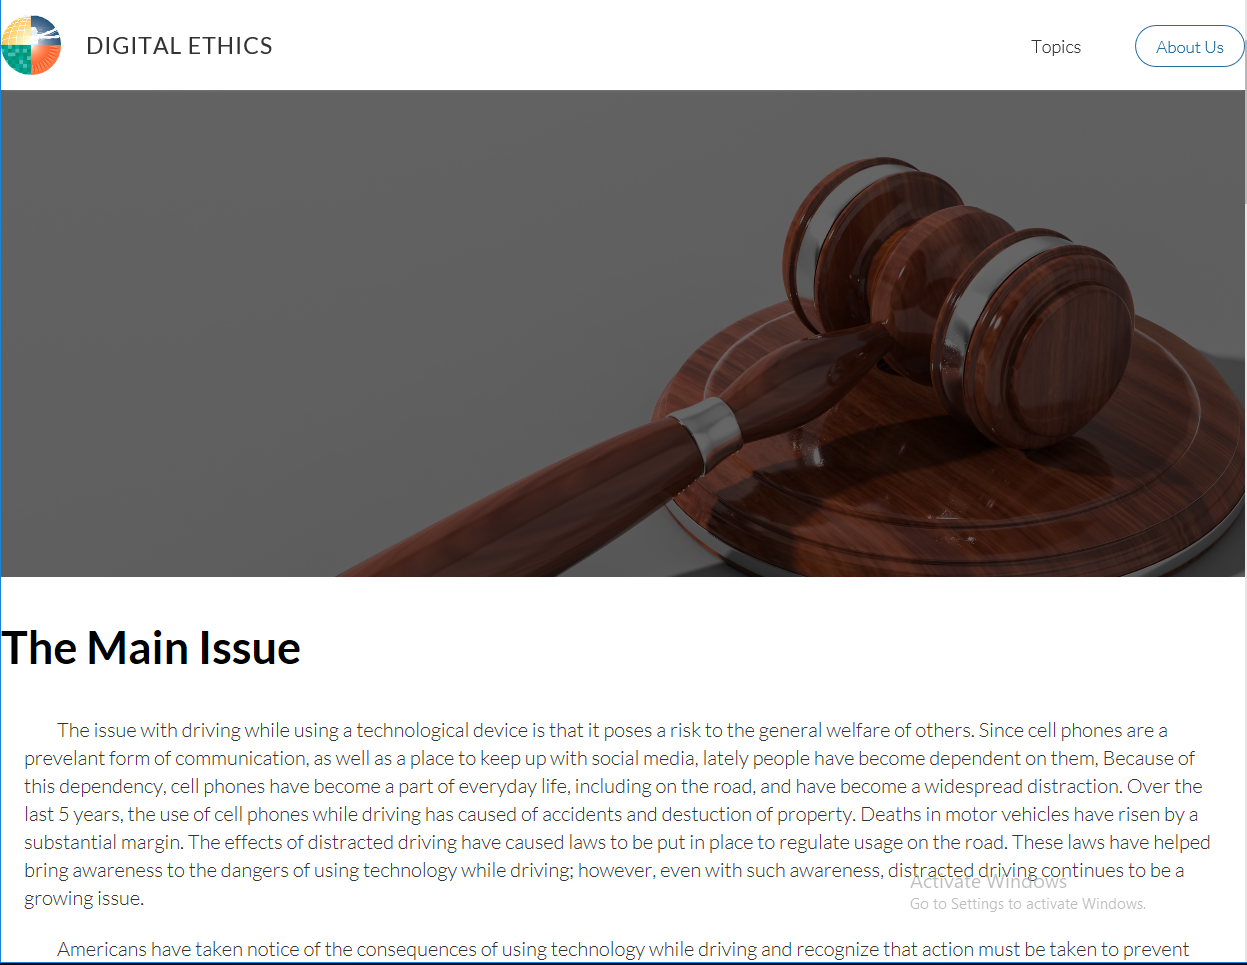 DIGITAL ETHICS
Topics
About Us
The Main Issue
The issue with driving while using a technological device is that it poses a risk to the general welfare of others. Since cell phones are a
prevelant form of communication, as well as a place to keep up with social media, lately people have become dependent on them, Because of
this dependency, cell phones have become a part of everyday life, including on the road, and have become a widespread distraction. Over the
last 5 years, the use of cell phones while driving has caused of accidents and destuction of property. Deaths in motor vehicles have risen by a
substantial margin. The effects of distracted driving have caused laws to be put in place to regulate usage on the road. These laws have helped
bring awareness to the dangers of using technology while driving; however, even with such awareness, distracted driving continues to be a
growing issue.
Activate Windows
Go to Settings to activate Windows.
Americans have taken notice of the consequences of using technology while driving and recognize that action must be taken to prevent